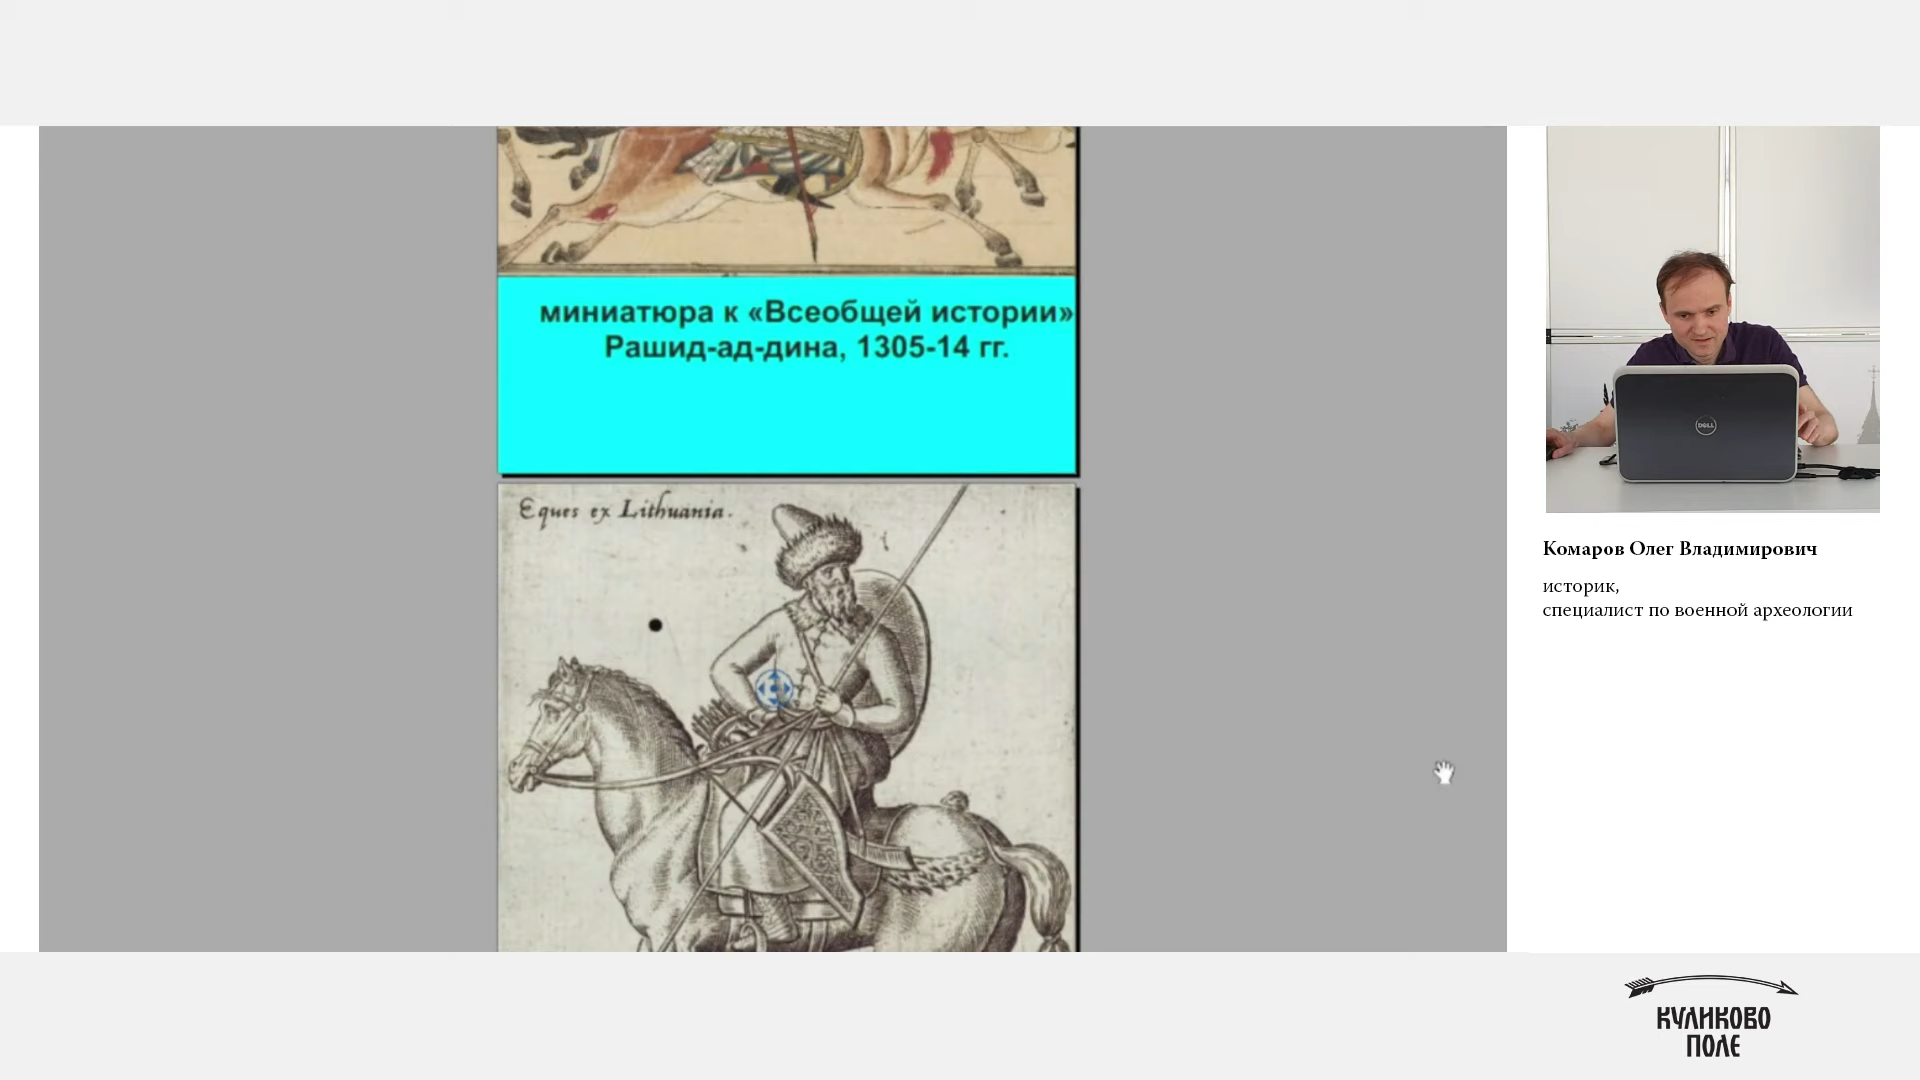 миниатюра к «Всеобщей истории»
Рашид-ад-дина, 1305-14 гг.
Eques ex Lithuania.
DELL
Комаров Олег Владимирович
историк,
специалист по военной археологии
КУЛИКОВО
ПОЛЕ